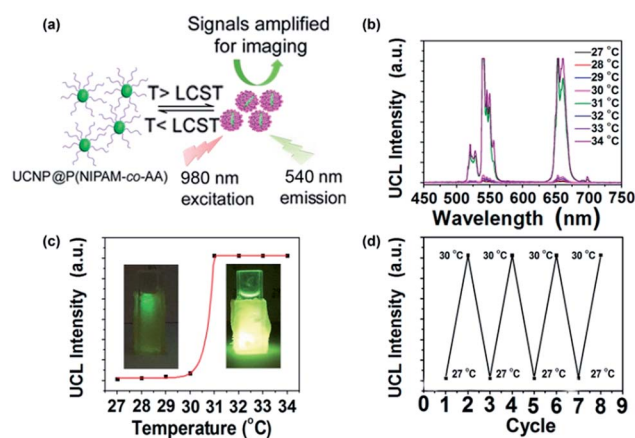 (a)
Signals amplified
for imaging
T> LCST
T< LCST
UCNP@P(NIPAM-co-AA)
980 nm
excitation
540 nm
emission
(b)
UCL Intensity (a.u.)
27 °C
28 °C
29 °C
30 °C
31 °C
32 °C
33 °C
34 °C
450 500 550 600 650 700 750
Wavelength (nm)
(c)
UCL Intensity (a.u.)
27 28 29 30 31 32 33 34
Temperature (°C)
(d)
UCL Intensity (a.u.)
30 °C 30 °C 30 °C 30 °C
27 °C 27 °C 27 °C 27 °C
0 1 2 3 4 5 6 7 8 9
Cycle